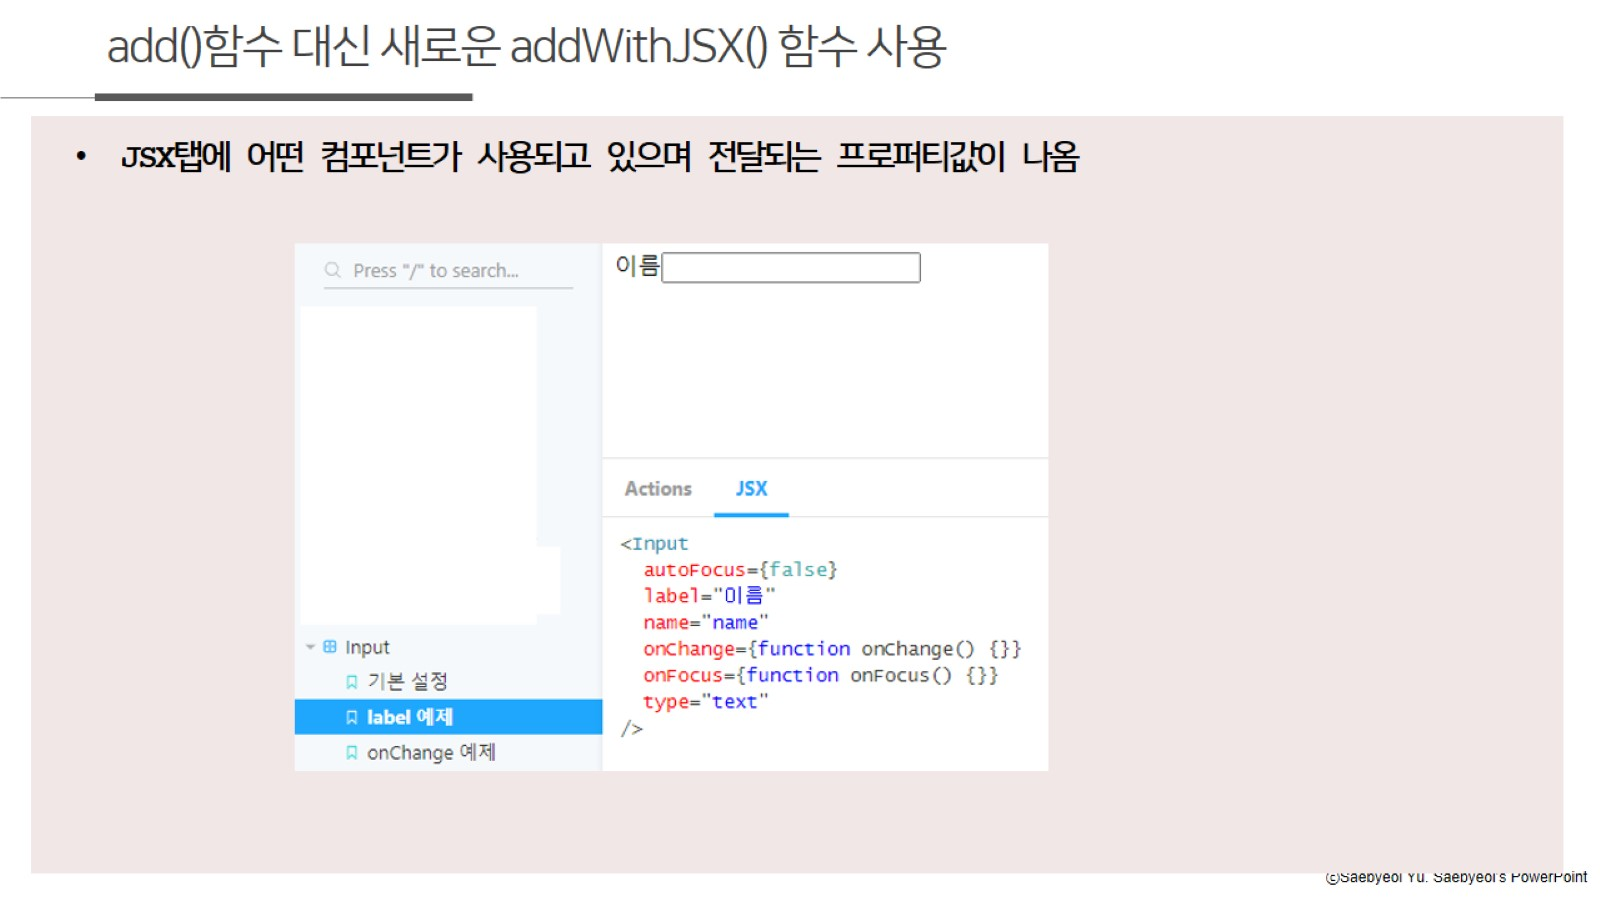 add()함수 대신 새로운 addWithJSX() 함수 사용
• JSX탭에 어떤 컴포넌트가 사용되고 있으며 전달되는 프로퍼티값이 나옴
Press "/" to search...
Input
기본 설정
label 예제
onChange 예제
이름
Actions JSX
<Input
autoFocus={false}
label="이름"
name="name"
onChange={function onChange() {}}
onFocus={function onFocus() {}}
type="text"
/>
ⓒSaebyeol Yu. Saebyeol's PowerPoint